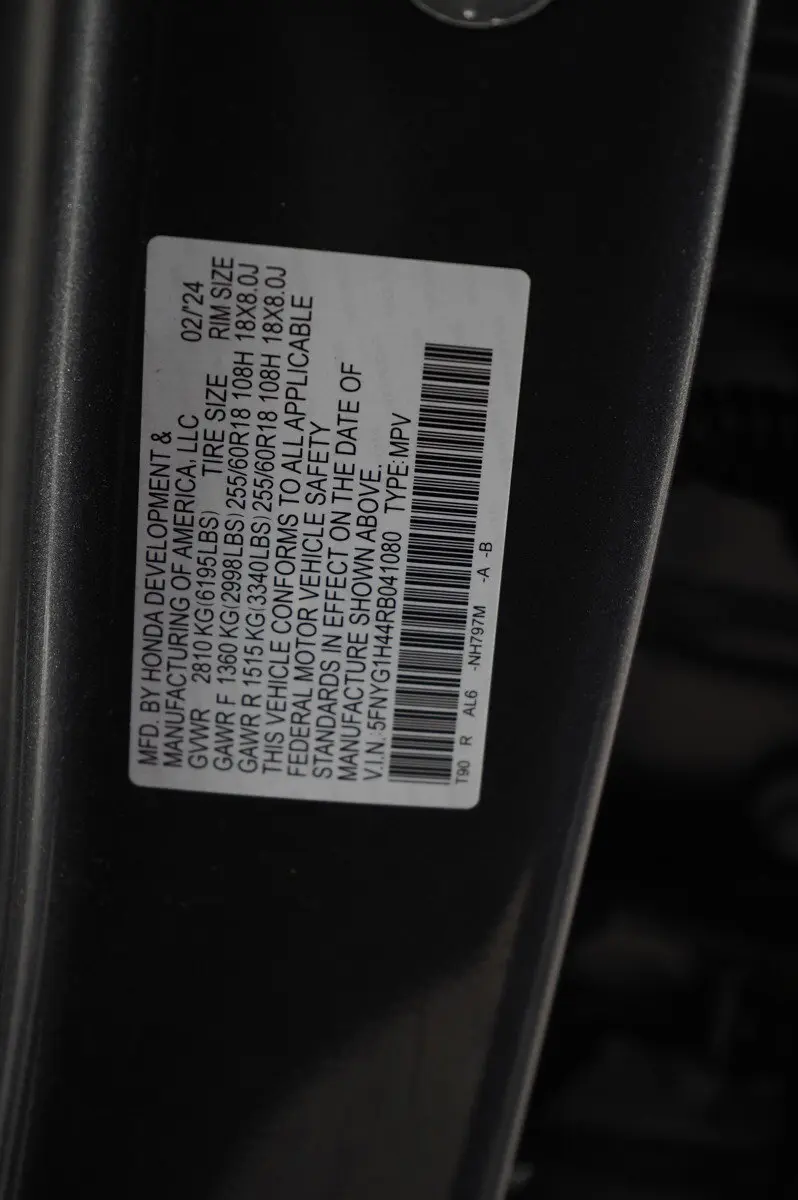 MFD. BY HONDA DEVELOPMENT &
MANUFACTURING OF AMERICA, LLC 02/'24
GVWR 2810 KG(6195LBS) TIRE SIZE RIM SIZE
GAWR F 1360 KG(2998LBS) 255/60R18 108H 18X8.0J
GAWR R 1515 KG(3340LBS) 255/60R18 108H 18X8.0J
THIS VEHICLE CONFORMS TO ALL APPLICABLE
FEDERAL MOTOR VEHICLE SAFETY
STANDARDS IN EFFECT ON THE DATE OF
MANUFACTURE SHOWN ABOVE.
V.I.N.:5FNYG1H44RB041080 TYPE:MPV
T90 R AL6 -NH797M -A -B